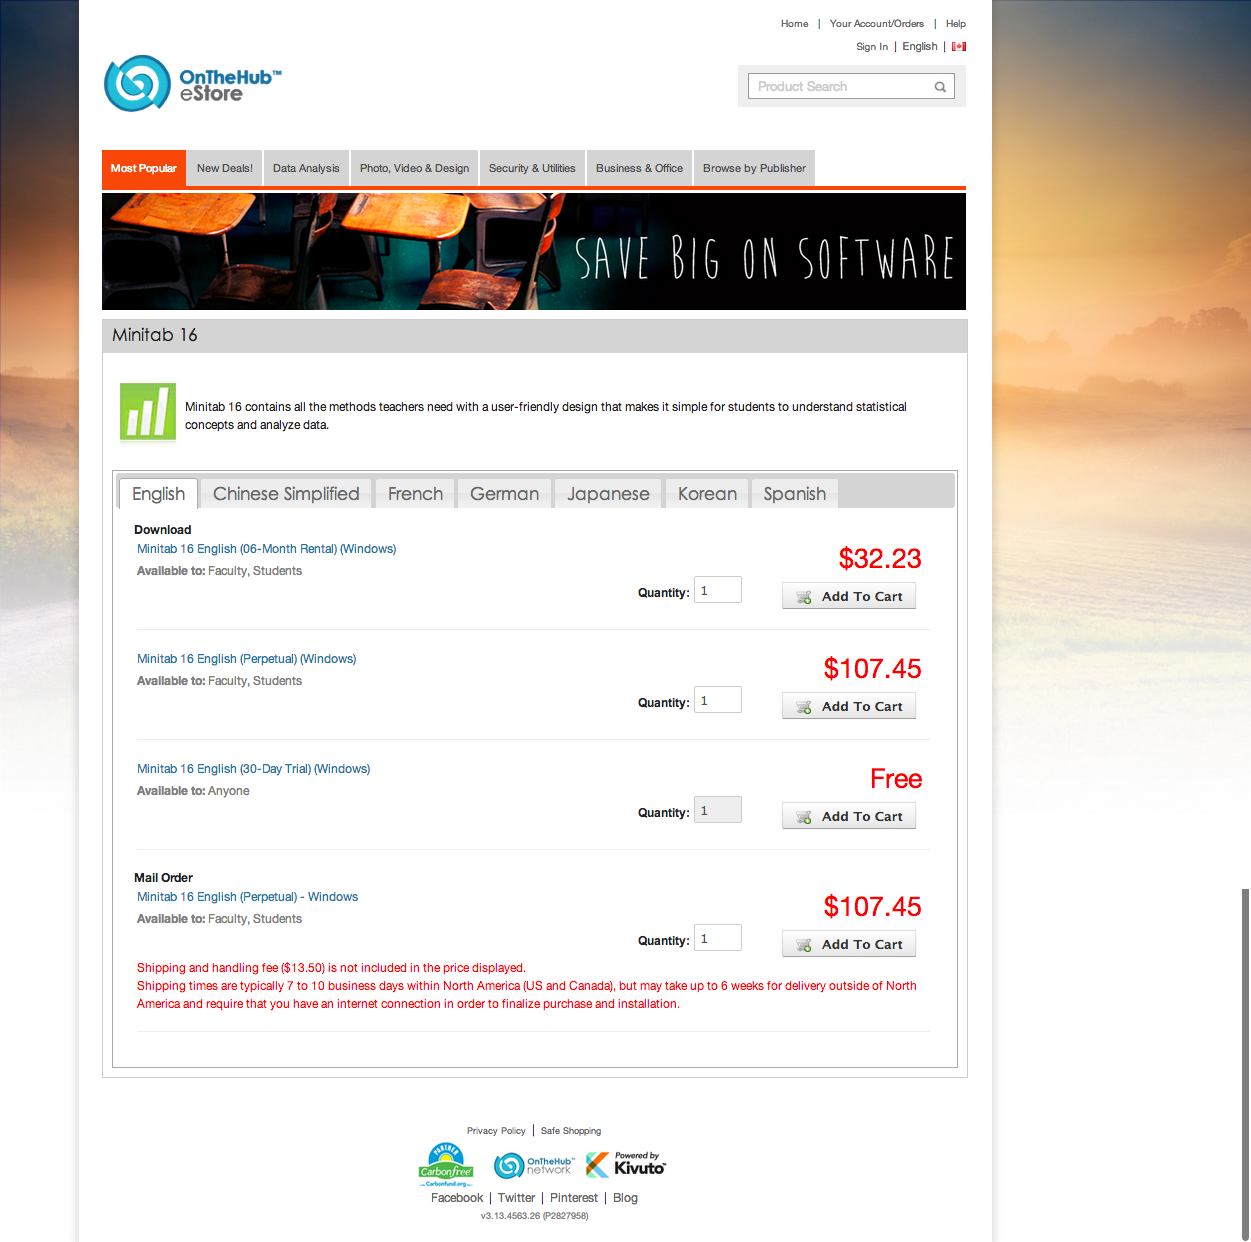 Home | Your Account/Orders | Help
Sign In | English |
OnTheHub™
eStore
Product Search
Most Popular
New Deals!
Data Analysis
Photo, Video & Design
Security & Utilities
Business & Office
Browse by Publisher
SAVE BIG ON SOFTWARE
Minitab 16
Minitab 16 contains all the methods teachers need with a user-friendly design that makes it simple for students to understand statistical
concepts and analyze data.
English
Chinese Simplified
French
German
Japanese
Korean
Spanish
Download
Minitab 16 English (06-Month Rental) (Windows)
$32.23
Available to: Faculty, Students
Quantity: 1
Add To Cart
Minitab 16 English (Perpetual) (Windows)
$107.45
Available to: Faculty, Students
Quantity: 1
Add To Cart
Minitab 16 English (30-Day Trial) (Windows)
Free
Available to: Anyone
Quantity: 1
Add To Cart
Mail Order
Minitab 16 English (Perpetual) - Windows
$107.45
Available to: Faculty, Students
Quantity: 1
Add To Cart
Shipping and handling fee ($13.50) is not included in the price displayed.
Shipping times are typically 7 to 10 business days within North America (US and Canada), but may take up to 6 weeks for delivery outside of North
America and require that you have an internet connection in order to finalize purchase and installation.
Privacy Policy | Safe Shopping
PARTNER
Carbonfree
Carbonfund.org
OnTheHub™
network
Powered by
Kivuto™
Facebook | Twitter | Pinterest | Blog
v3.13.4563.26 (P2827958)